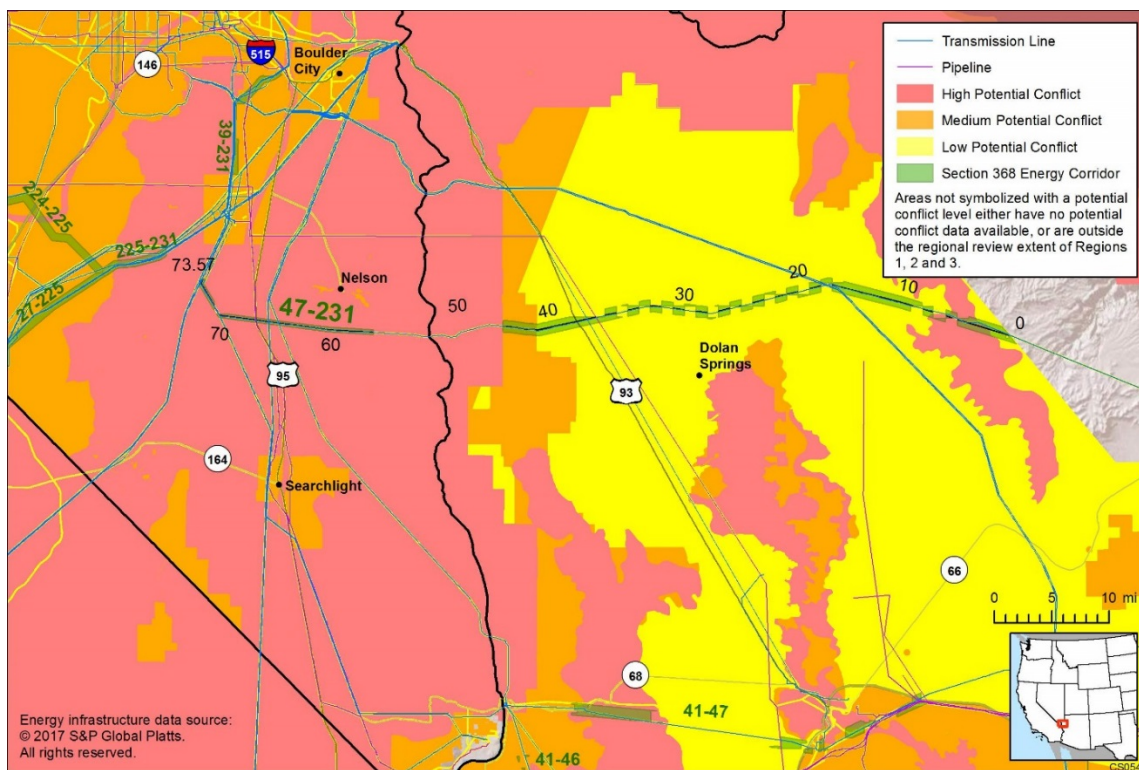 Boulder
City
515
146
39-231
224-225
225-231
27-225
73.57
Nelson
47-231
70
60
50
40
30
20
10
0
Dolan
Springs
95
93
164
Searchlight
66
68
41-47
41-46
Transmission Line
Pipeline
High Potential Conflict
Medium Potential Conflict
Low Potential Conflict
Section 368 Energy Corridor
Areas not symbolized with a potential
conflict level either have no potential
conflict data available, or are outside
the regional review extent of Regions
1, 2 and 3.
0 5 10 mi
Energy infrastructure data source:
© 2017 S&P Global Platts.
All rights reserved.
CS054